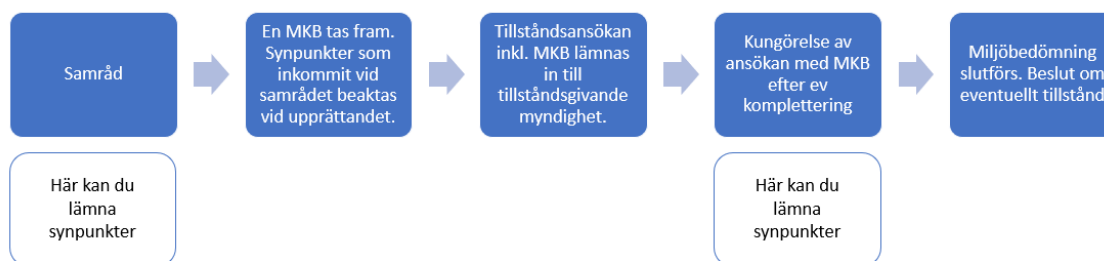 Samråd
En MKB tas fram.
Synpunkter som
inkommit vid
samrådet beaktas
vid upprättandet.
Tillståndsansökan
inkl. MKB lämnas
in till
tillståndsgivande
myndighet.
Kungörelse av
ansökan med MKB
efter ev
komplettering
Miljöbedömning
slutförs. Beslut om
eventuellt tillstånd
Här kan du
lämna
synpunkter
Här kan du
lämna
synpunkter